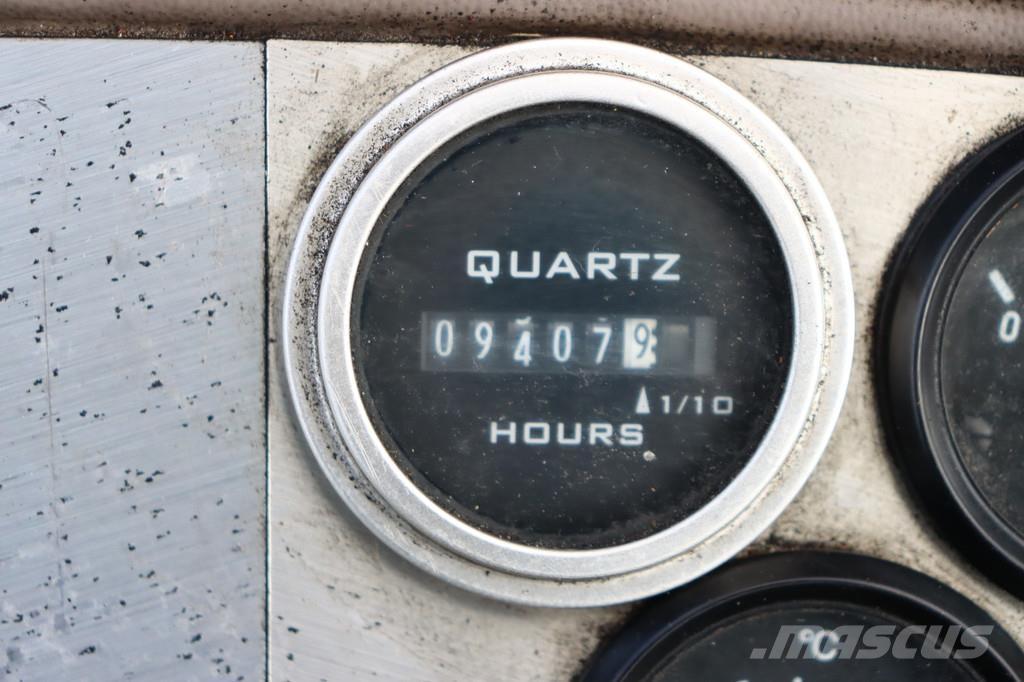 QUARTZ
094079
1/10
HOURS
0
°C
mascus